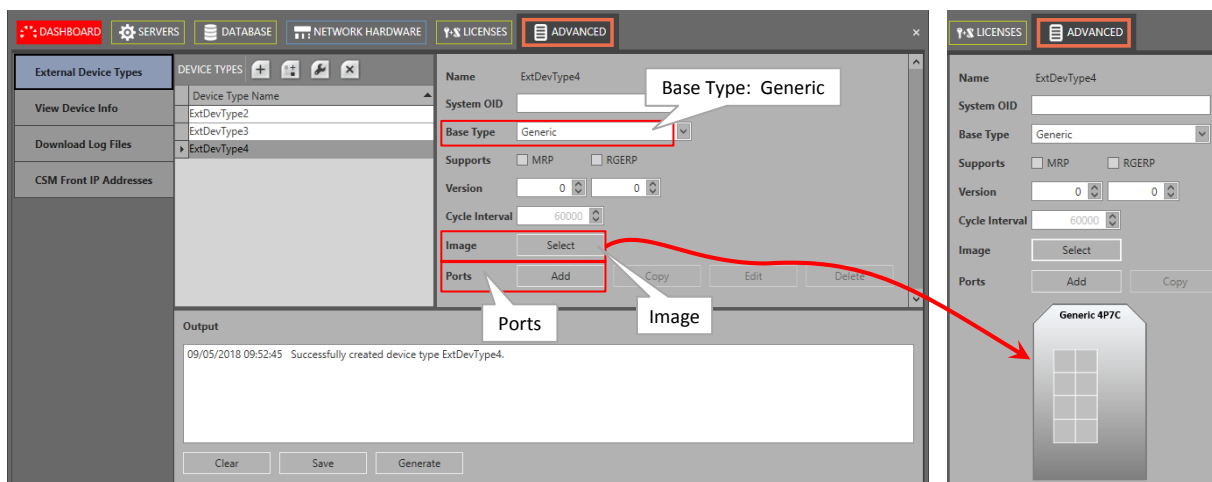 DASHBOARD SERVERS DATABASE NETWORK HARDWARE LICENSES ADVANCED ×
External Device Types
View Device Info
Download Log Files
CSM Front IP Addresses
DEVICE TYPES
Device Type Name
ExtDevType2
ExtDevType3
ExtDevType4
Name ExtDevType4
Base Type: Generic
System OID
Base Type Generic
Supports MRP RGERP
Version 0 0
Cycle Interval 60000
Image Select
Ports Add Copy Edit Delete
Ports
Image
Output
09/05/2018 09:52:45 Successfully created device type ExtDevType4.
Clear Save Generate
LICENSES ADVANCED
Name ExtDevType4
System OID
Base Type Generic
Supports MRP RGERP
Version 0 0
Cycle Interval 60000
Image Select
Ports Add Copy
Generic 4P7C